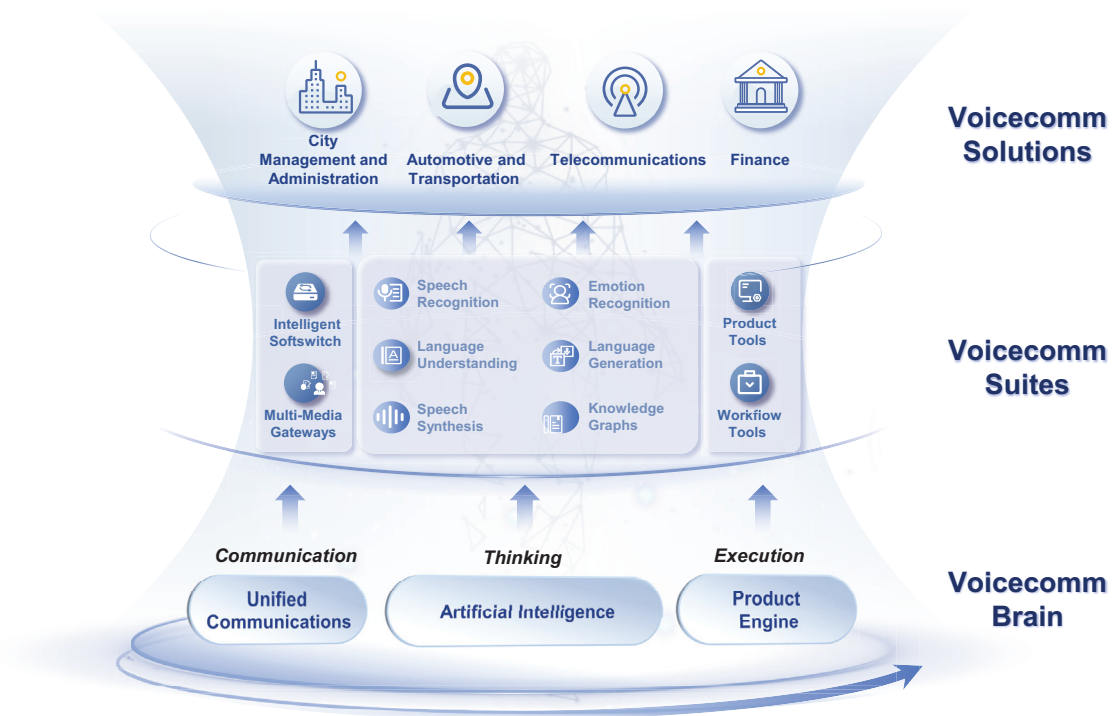 Voicecomm
Solutions
City
Management and
Administration
Automotive and
Transportation
Telecommunications
Finance
Voicecomm
Suites
Intelligent
Softswitch
Multi-Media
Gateways
Speech
Recognition
Language
Understanding
Speech
Synthesis
Emotion
Recognition
Language
Generation
Knowledge
Graphs
Product
Tools
Workflow
Tools
Voicecomm
Brain
Communication
Unified
Communications
Thinking
Artificial Intelligence
Execution
Product
Engine